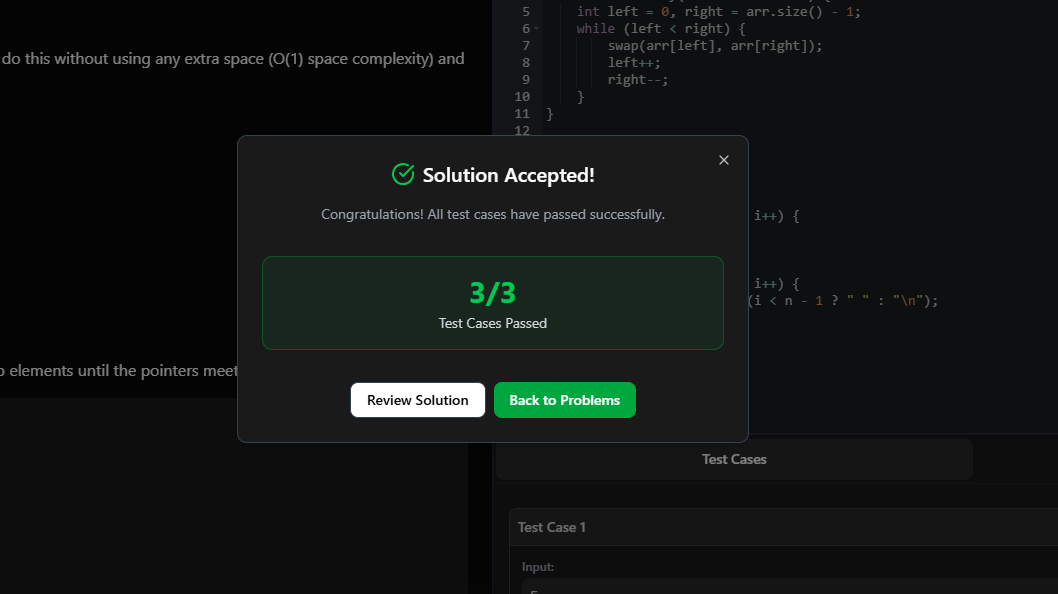 do this without using any extra space (O(1) space complexity) and
elements until the pointers meet
5 int left = 0, right = arr.size() - 1;
6 while (left < right) {
7 swap(arr[left], arr[right]);
8 left++;
9 right--;
10 }
11 }
12
i++) {
i++) {
(i < n - 1 ? " " : "\n");
Solution Accepted!
Congratulations! All test cases have passed successfully.
3/3
Test Cases Passed
Review Solution
Back to Problems
Test Cases
Test Case 1
Input: